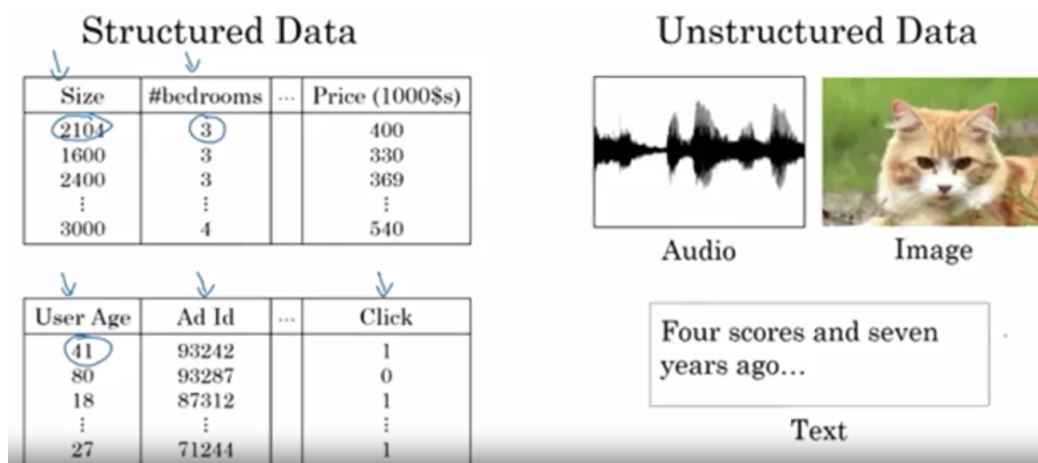 Structured Data
Size #bedrooms ... Price (1000$s)
2104 3 400
1600 3 330
2400 3 369
⋮ ⋮ ⋮
3000 4 540
User Age Ad Id ... Click
41 93242 1
80 93287 0
18 87312 1
⋮ ⋮ ⋮
27 71244 1
Unstructured Data
Audio Image
Four scores and seven
years ago...
Text